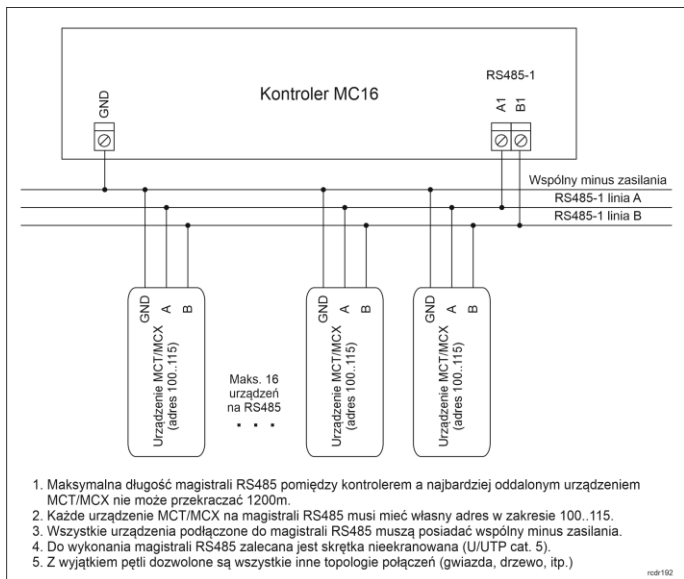 Kontroler MC16
RS485-1
GND
A1
B1
Wspólny minus zasilania
RS485-1 linia A
RS485-1 linia B
GND
A
B
Urządzenie MCT/MCX
(adres 100..115)
Maks. 16
urządzeń
na RS485
. . .
GND
A
B
Urządzenie MCT/MCX
(adres 100..115)
GND
A
B
Urządzenie MCT/MCX
(adres 100..115)
1. Maksymalna długość magistrali RS485 pomiędzy kontrolerem a najbardziej oddalonym urządzeniem
MCT/MCX nie może przekraczać 1200m.
2. Każde urządzenie MCT/MCX na magistrali RS485 musi mieć własny adres w zakresie 100..115.
3. Wszystkie urządzenia podłączone do magistrali RS485 muszą posiadać wspólny minus zasilania.
4. Do wykonania magistrali RS485 zalecana jest skrętka nieekranowana (U/UTP cat. 5).
5. Z wyjątkiem pętli dozwolone są wszystkie inne topologie połączeń (gwiazda, drzewo, itp.)
rcdr192